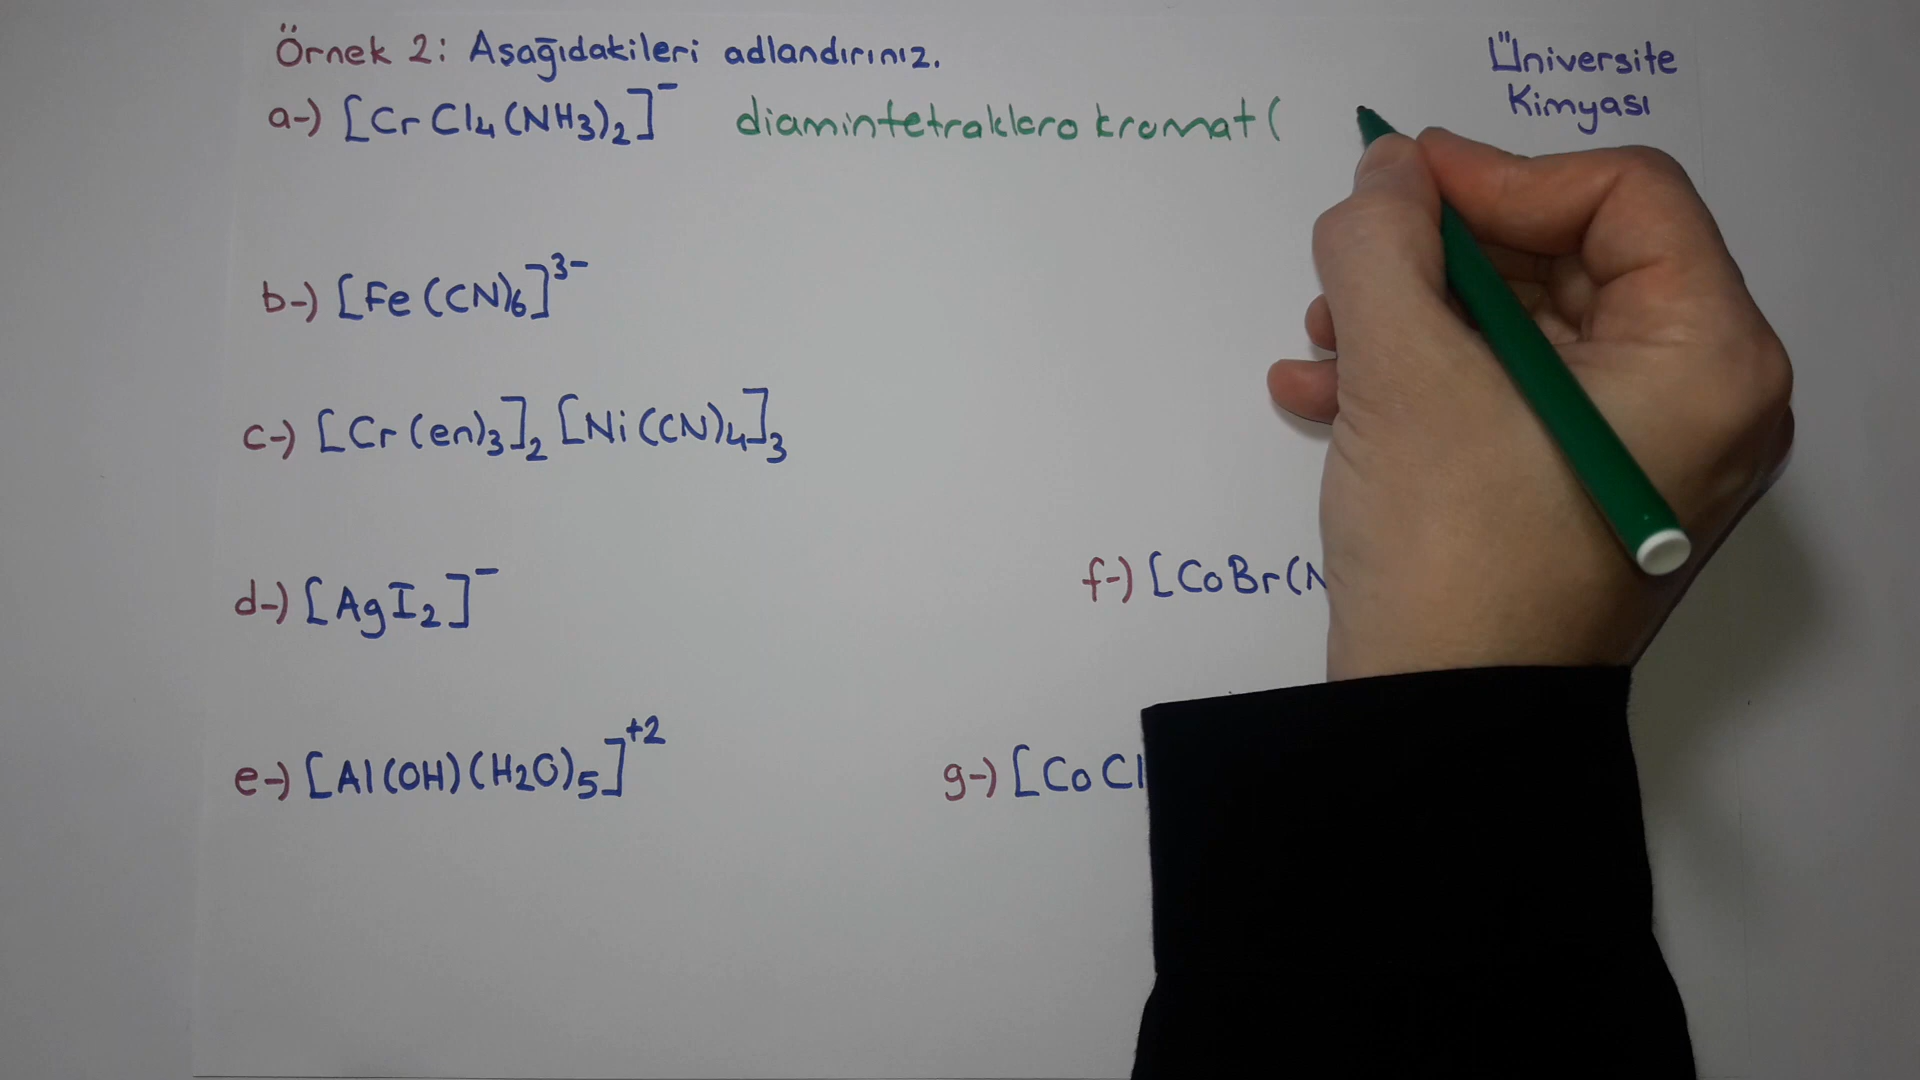 Örnek 2: Aşağıdakileri adlandırınız.
Üniversite
Kimyası
a-) [CrCl₄(NH₃)₂]⁻ diamintetrakloro kromat (
b-) [Fe(CN)₆]³⁻
c-) [Cr(en)₃]₂ [Ni(CN)₄]₃
d-) [AgI₂]⁻
f-) [CoBr(N
e-) [Al(OH)(H₂O)₅]⁺²
g-) [CoCl